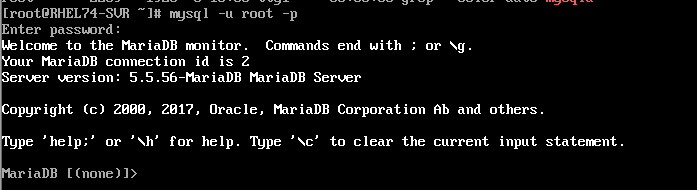 [root@RHEL74-SVR ~]# mysql -u root -p
Enter password:
Welcome to the MariaDB monitor.  Commands end with ; or \g.
Your MariaDB connection id is 2
Server version: 5.5.56-MariaDB MariaDB Server
Copyright (c) 2000, 2017, Oracle, MariaDB Corporation Ab and others.
Type 'help;' or '\h' for help. Type '\c' to clear the current input statement.
MariaDB [(none)]>